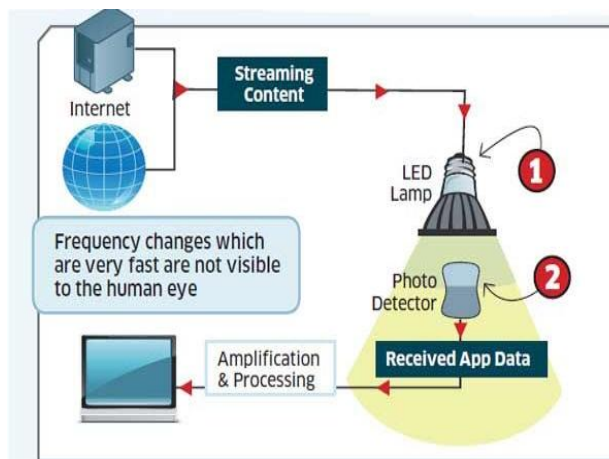 Internet
Streaming
Content
LED
Lamp
1
Frequency changes which
are very fast are not visible
to the human eye
Photo
Detector
2
Received App Data
Amplification
& Processing